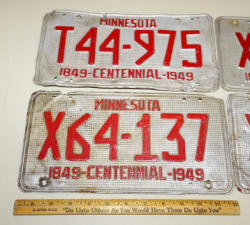 MINNESOTA
T44-975
1849-CENTENNIAL-1949
MINNESOTA
X64-137
1849-CENTENNIAL-1949
"Do Unto Others As You Would Have Them Do Unto You"